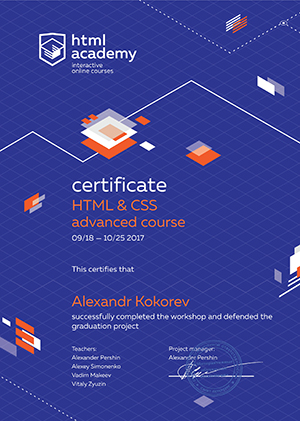 html
academy
interactive
online courses
certificate
HTML & CSS
advanced course
09/18 — 10/25 2017
This certifies that
Alexandr Kokorev
successfully completed the workshop and defended the
graduation project
Teachers:
Alexander Pershin
Alexey Simonenko
Vadim Makeev
Vitaly Zyuzin
Project manager:
Alexander Pershin